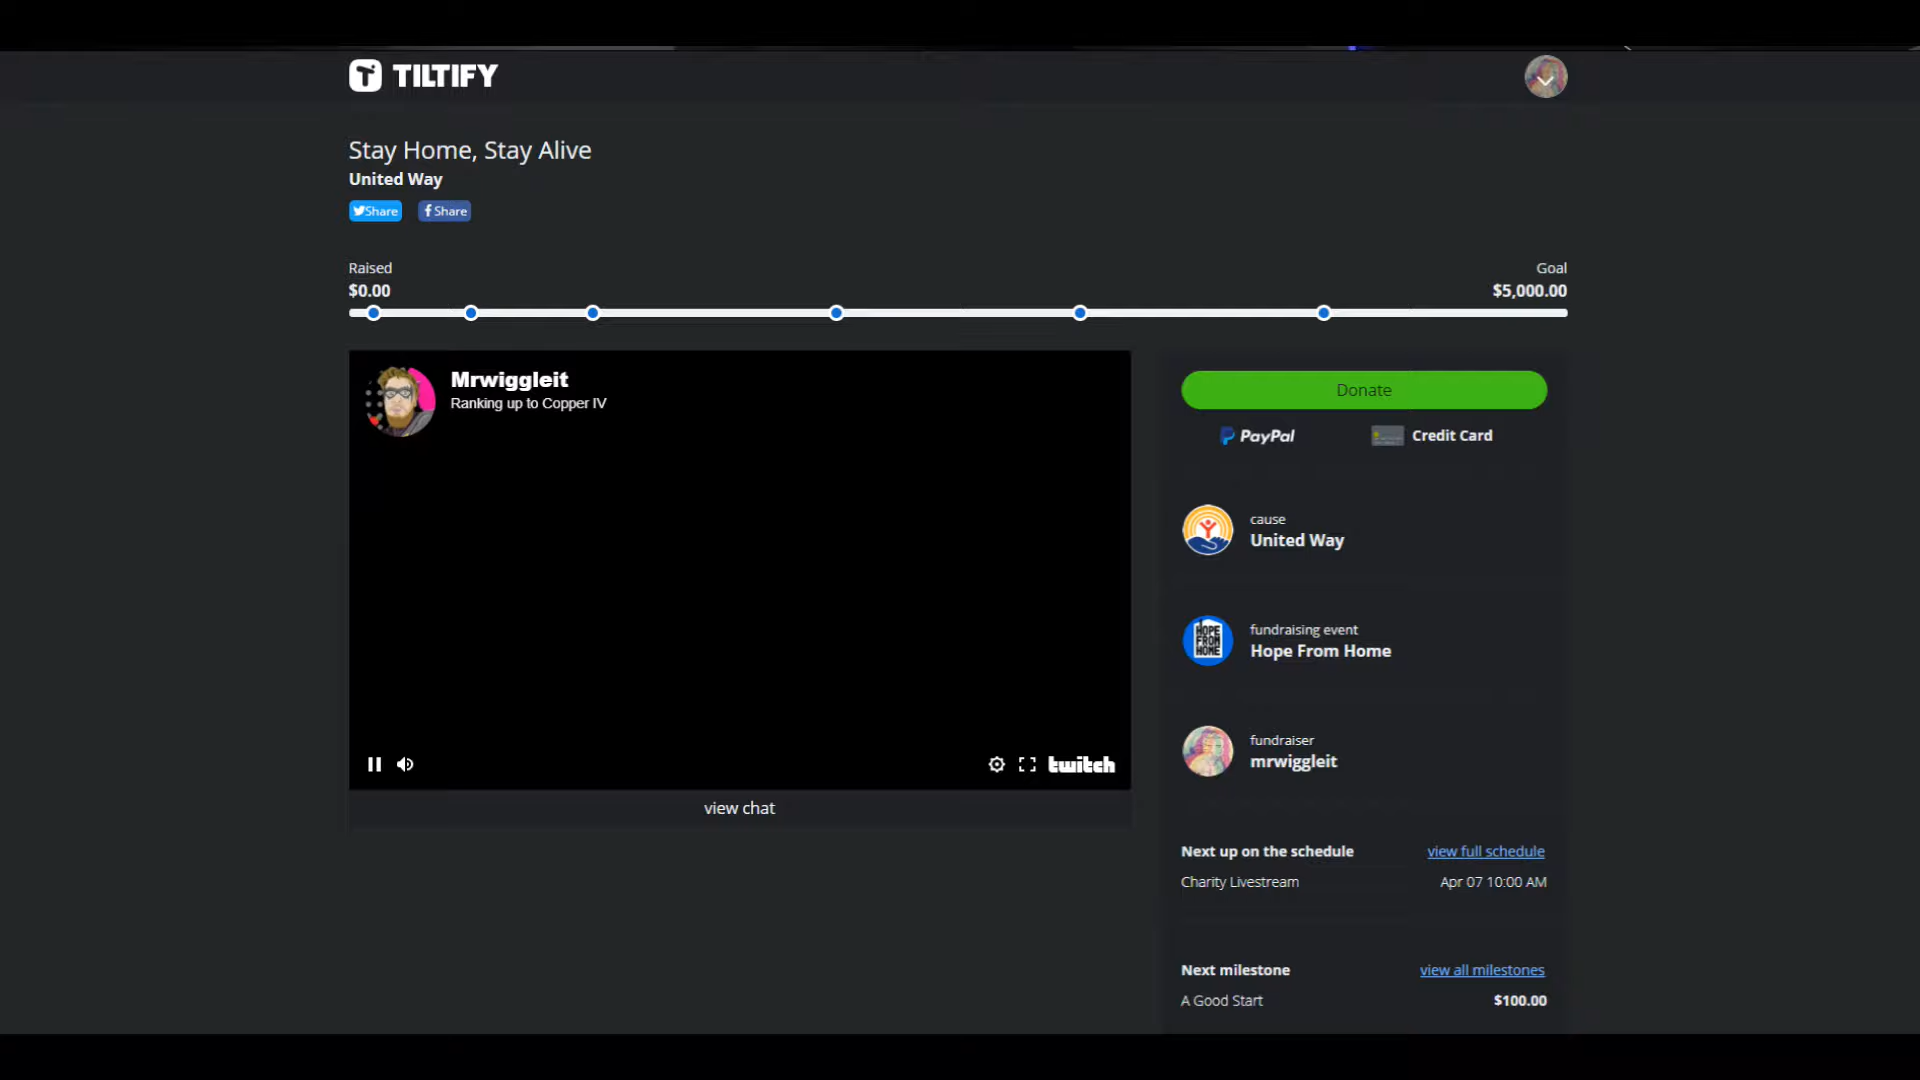 TILTIFY
Stay Home, Stay Alive
United Way
Share
Share
Raised
Goal
$0.00
$5,000.00
Mrwiggleit
Ranking up to Copper IV
twitch
view chat
Donate
PayPal
Credit Card
cause
United Way
HOPE
FROM
HOME
fundraising event
Hope From Home
fundraiser
mrwiggleit
Next up on the schedule
view full schedule
Charity Livestream
Apr 07 10:00 AM
Next milestone
view all milestones
A Good Start
$100.00